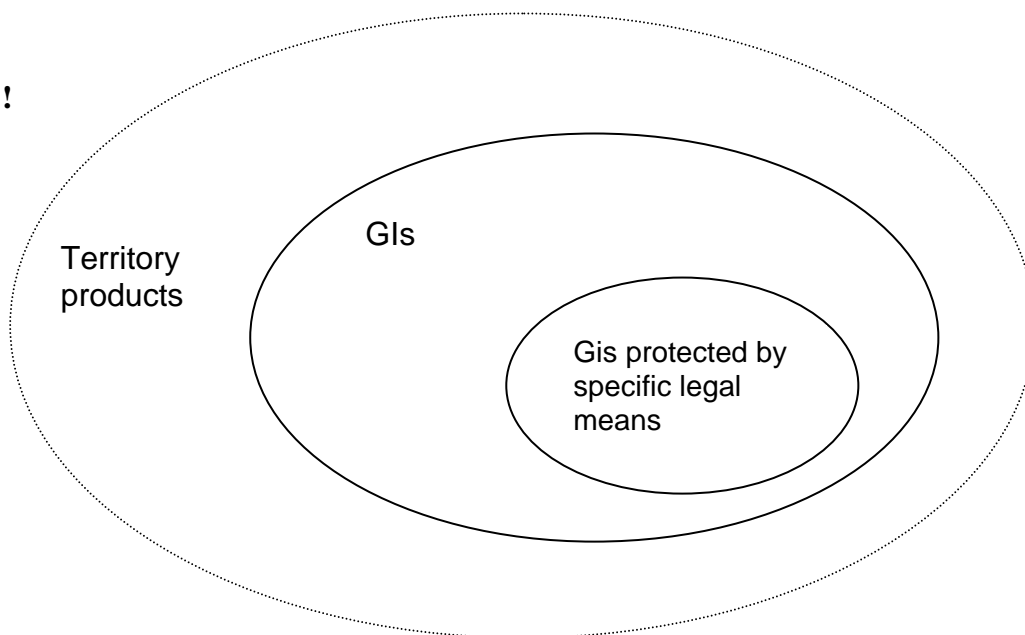 !
GIs
Territory
products
Gis protected by
specific legal
means